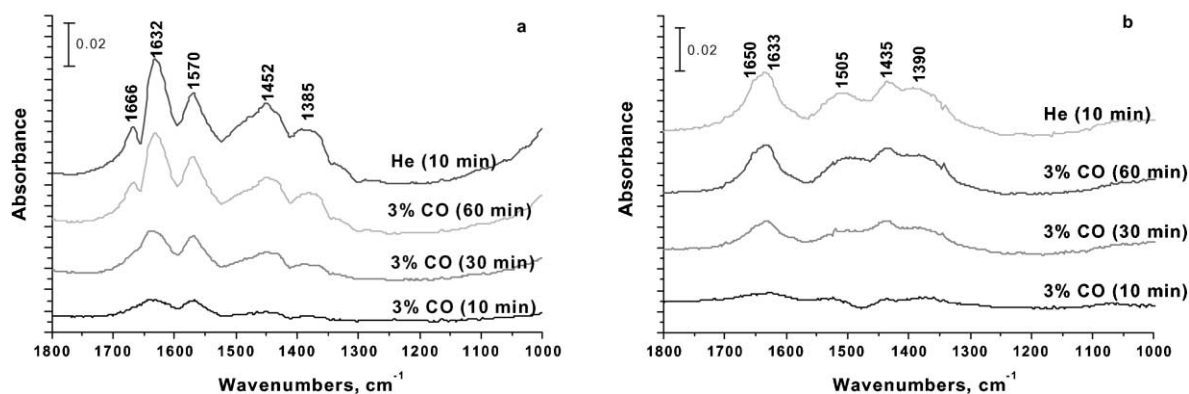 a
0.02
1632
1570
1666
1452
1385
He (10 min)
3% CO (60 min)
3% CO (30 min)
3% CO (10 min)
Absorbance
1800 1700 1600 1500 1400 1300 1200 1100 1000
Wavenumbers, cm⁻¹
b
0.02
1650
1633
1505
1435
1390
He (10 min)
3% CO (60 min)
3% CO (30 min)
3% CO (10 min)
Absorbance
1800 1700 1600 1505 1400 1300 1200 1100 1000
Wavenumbers, cm⁻¹